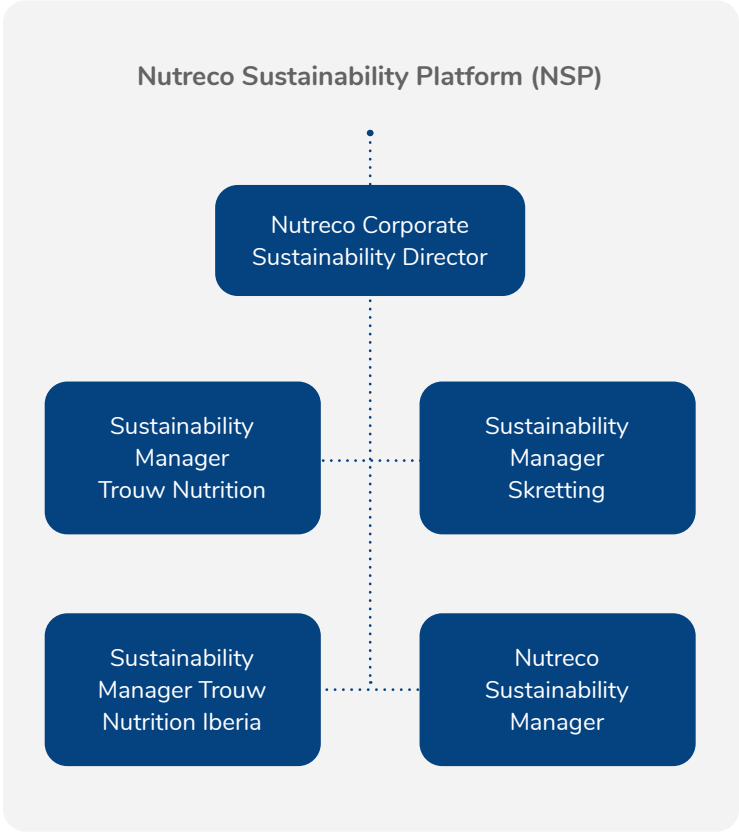 Nutreco Sustainability Platform (NSP)
Nutreco Corporate
Sustainability Director
Sustainability
Manager
Trouw Nutrition
Sustainability
Manager
Skretting
Sustainability
Manager Trouw
Nutrition Iberia
Nutreco
Sustainability
Manager